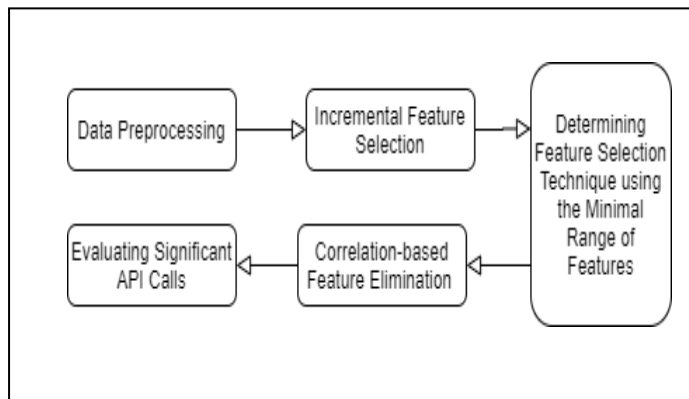 Data Preprocessing
Incremental Feature
Selection
Determining
Feature Selection
Technique using
the Minimal
Range of
Features
Correlation-based
Feature Elimination
Evaluating Significant
API Calls